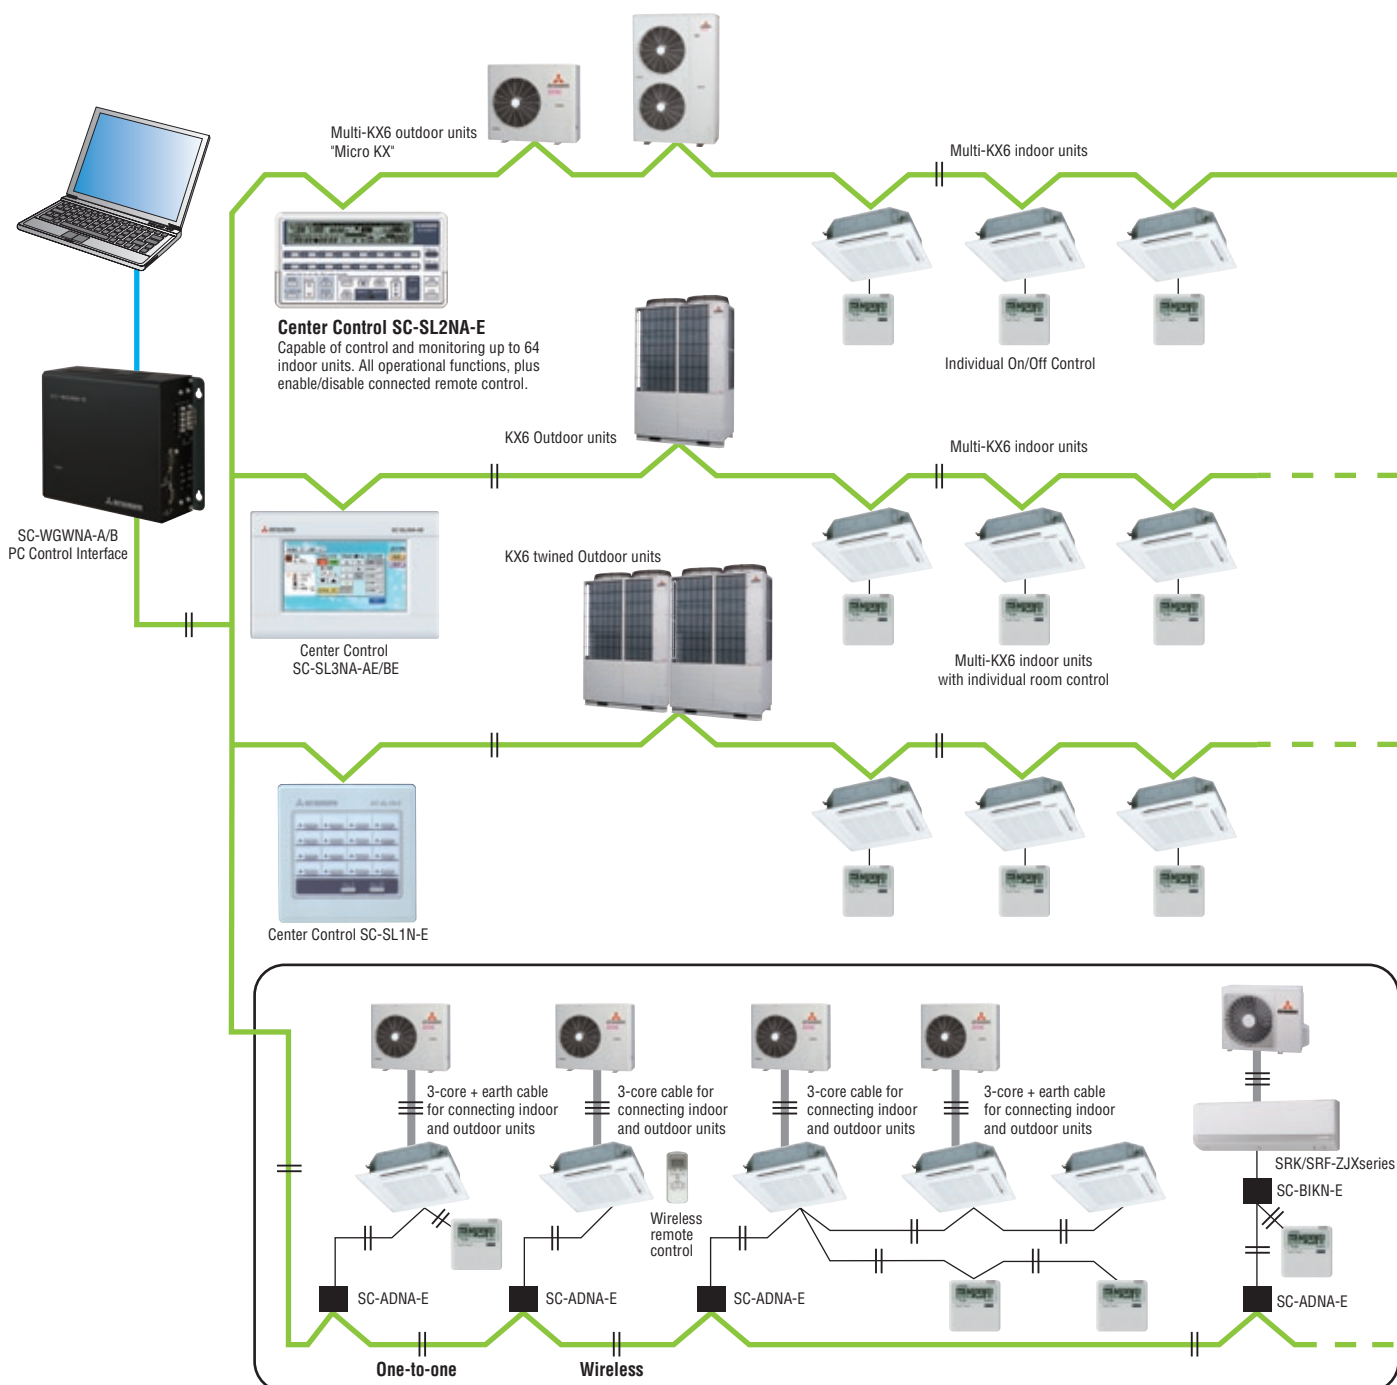 Multi-KX6 outdoor units
"Micro KX"
Multi-KX6 indoor units
Center Control SC-SL2NA-E
Capable of control and monitoring up to 64
indoor units. All operational functions, plus
enable/disable connected remote control.
Individual On/Off Control
KX6 Outdoor units
Multi-KX6 indoor units
SC-WGWNA-A/B
PC Control Interface
KX6 twined Outdoor units
Center Control
SC-SL3NA-AE/BE
Multi-KX6 indoor units
with individual room control
Center Control SC-SL1N-E
3-core + earth cable
for connecting indoor
and outdoor units
3-core cable for
connecting indoor
and outdoor units
3-core cable for
connecting indoor
and outdoor units
3-core + earth cable
for connecting indoor
and outdoor units
SRK/SRF-ZJXseries
SC-BIKN-E
Wireless
remote
control
SC-ADNA-E
SC-ADNA-E
SC-ADNA-E
SC-ADNA-E
One-to-one
Wireless